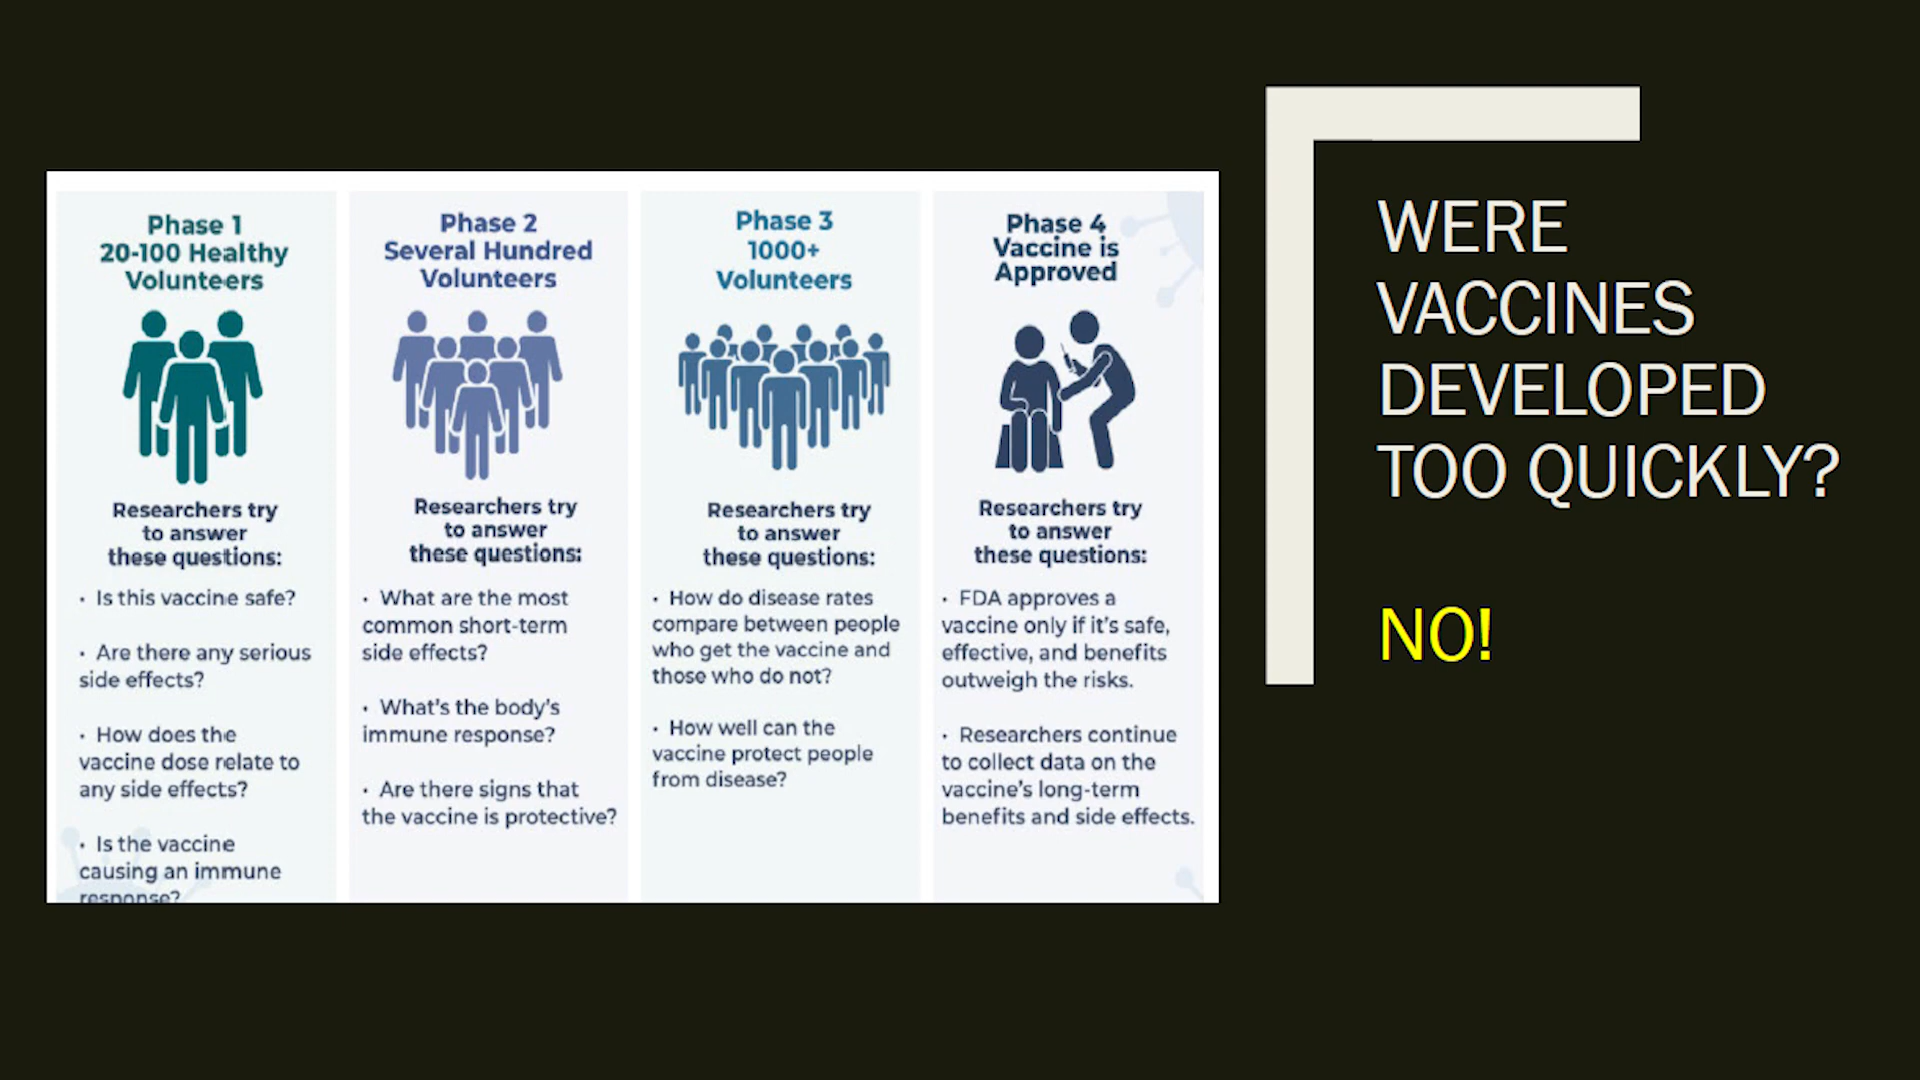 Phase 1
20-100 Healthy
Volunteers
Researchers try
to answer
these questions:
· Is this vaccine safe?
· Are there any serious
side effects?
· How does the
vaccine dose relate to
any side effects?
· Is the vaccine
causing an immune
response?
Phase 2
Several Hundred
Volunteers
Researchers try
to answer
these questions:
· What are the most
common short-term
side effects?
· What's the body's
immune response?
· Are there signs that
the vaccine is protective?
Phase 3
1000+
Volunteers
Researchers try
to answer
these questions:
· How do disease rates
compare between people
who get the vaccine and
those who do not?
· How well can the
vaccine protect people
from disease?
Phase 4
Vaccine is
Approved
Researchers try
to answer
these questions:
· FDA approves a
vaccine only if it's safe,
effective, and benefits
outweigh the risks.
· Researchers continue
to collect data on the
vaccine's long-term
benefits and side effects.
WERE
VACCINES
DEVELOPED
TOO QUICKLY?
NO!